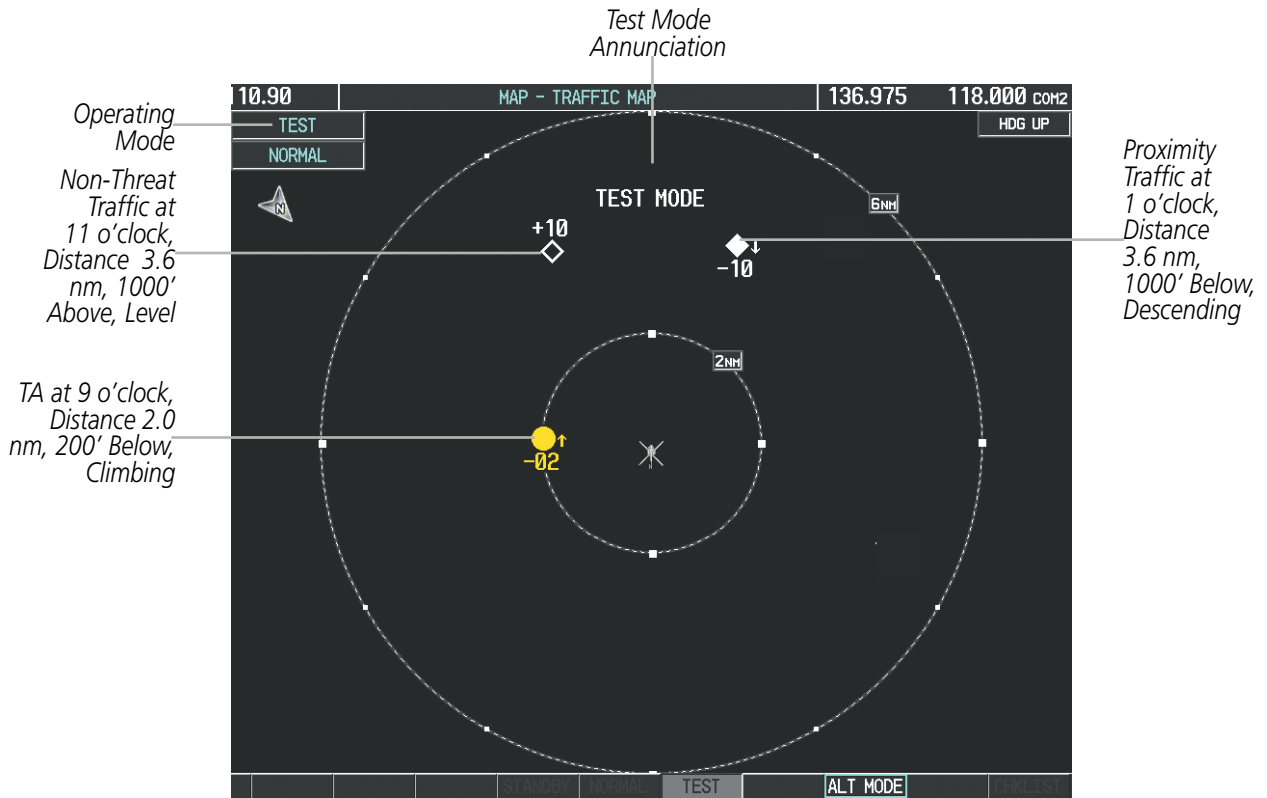 Test Mode
Annunciation
10.90
MAP - TRAFFIC MAP
136.975
118.000 COM2
Operating
Mode
TEST
NORMAL
HDG UP
Non-Threat
Traffic at
11 o’clock,
Distance 3.6
nm, 1000’
Above, Level
N
TEST MODE
6NM
+10
-10
Proximity
Traffic at
1 o’clock,
Distance
3.6 nm,
1000’ Below,
Descending
2NM
TA at 9 o’clock,
Distance 2.0
nm, 200’ Below,
Climbing
-02
STANDBY
NORMAL
TEST
ALT MODE
CHKLIST